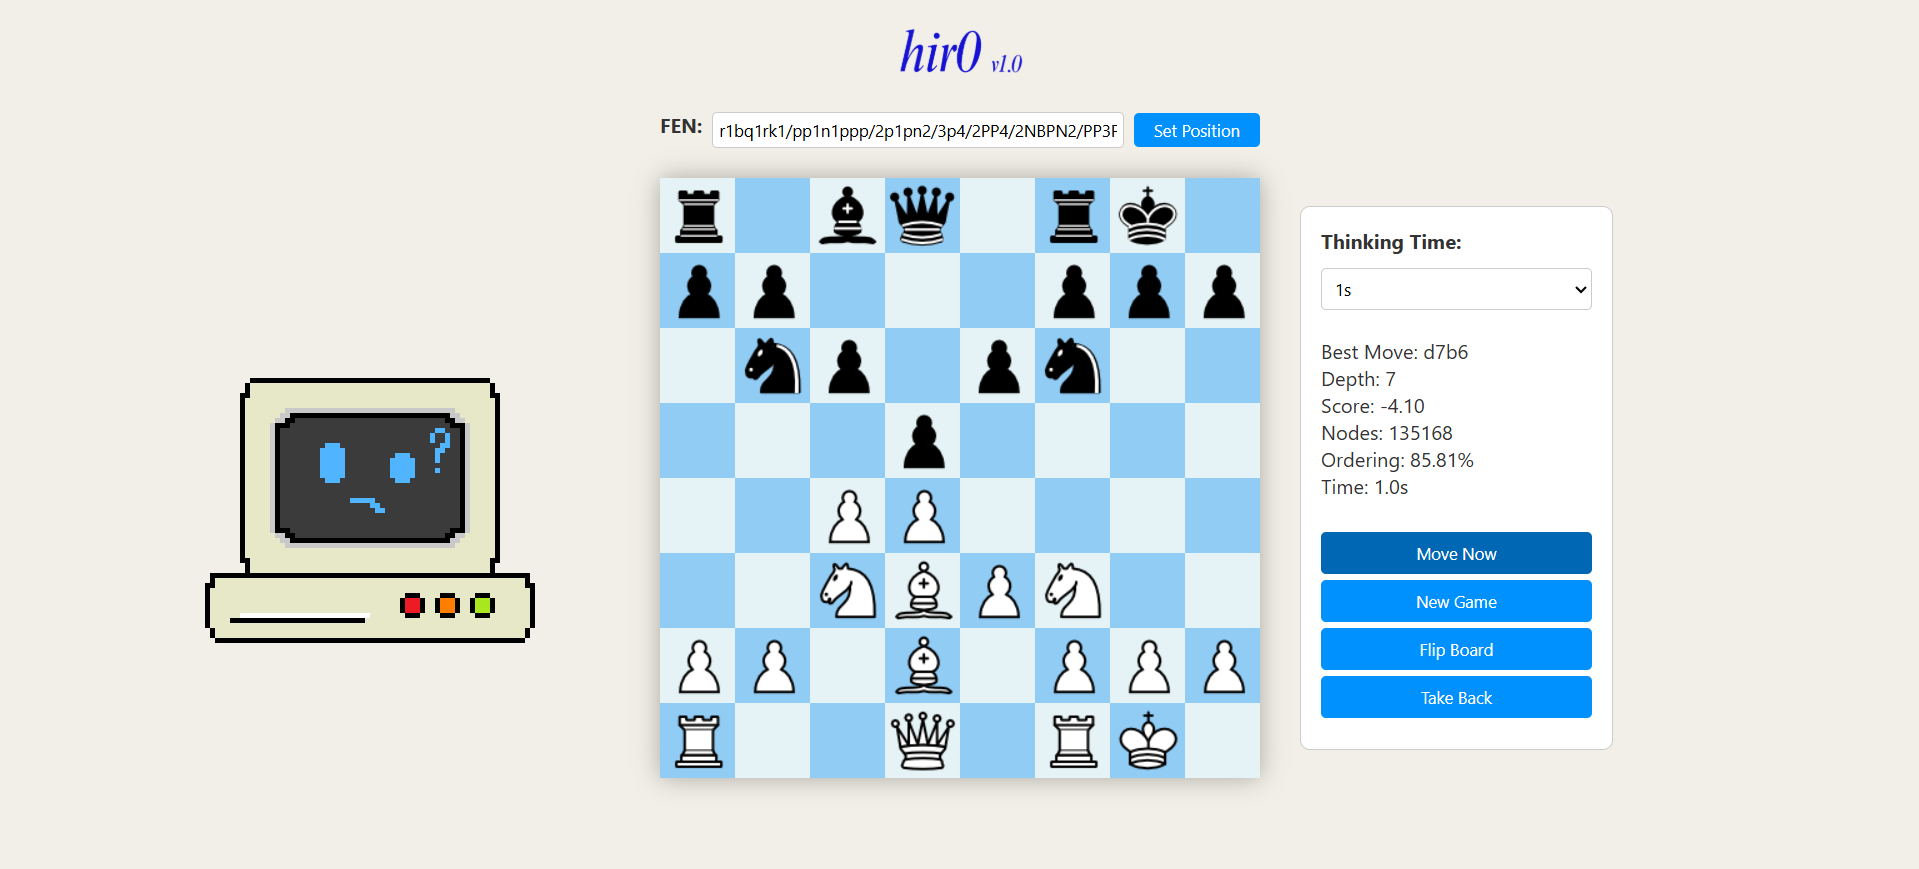 hir0 v1.0
FEN: r1bq1rk1/pp1n1ppp/2p1pn2/3p4/2PP4/2NBPN2/PP3F Set Position
Thinking Time:
1s
Best Move: d7b6
Depth: 7
Score: -4.10
Nodes: 135168
Ordering: 85.81%
Time: 1.0s
Move Now
New Game
Flip Board
Take Back
?